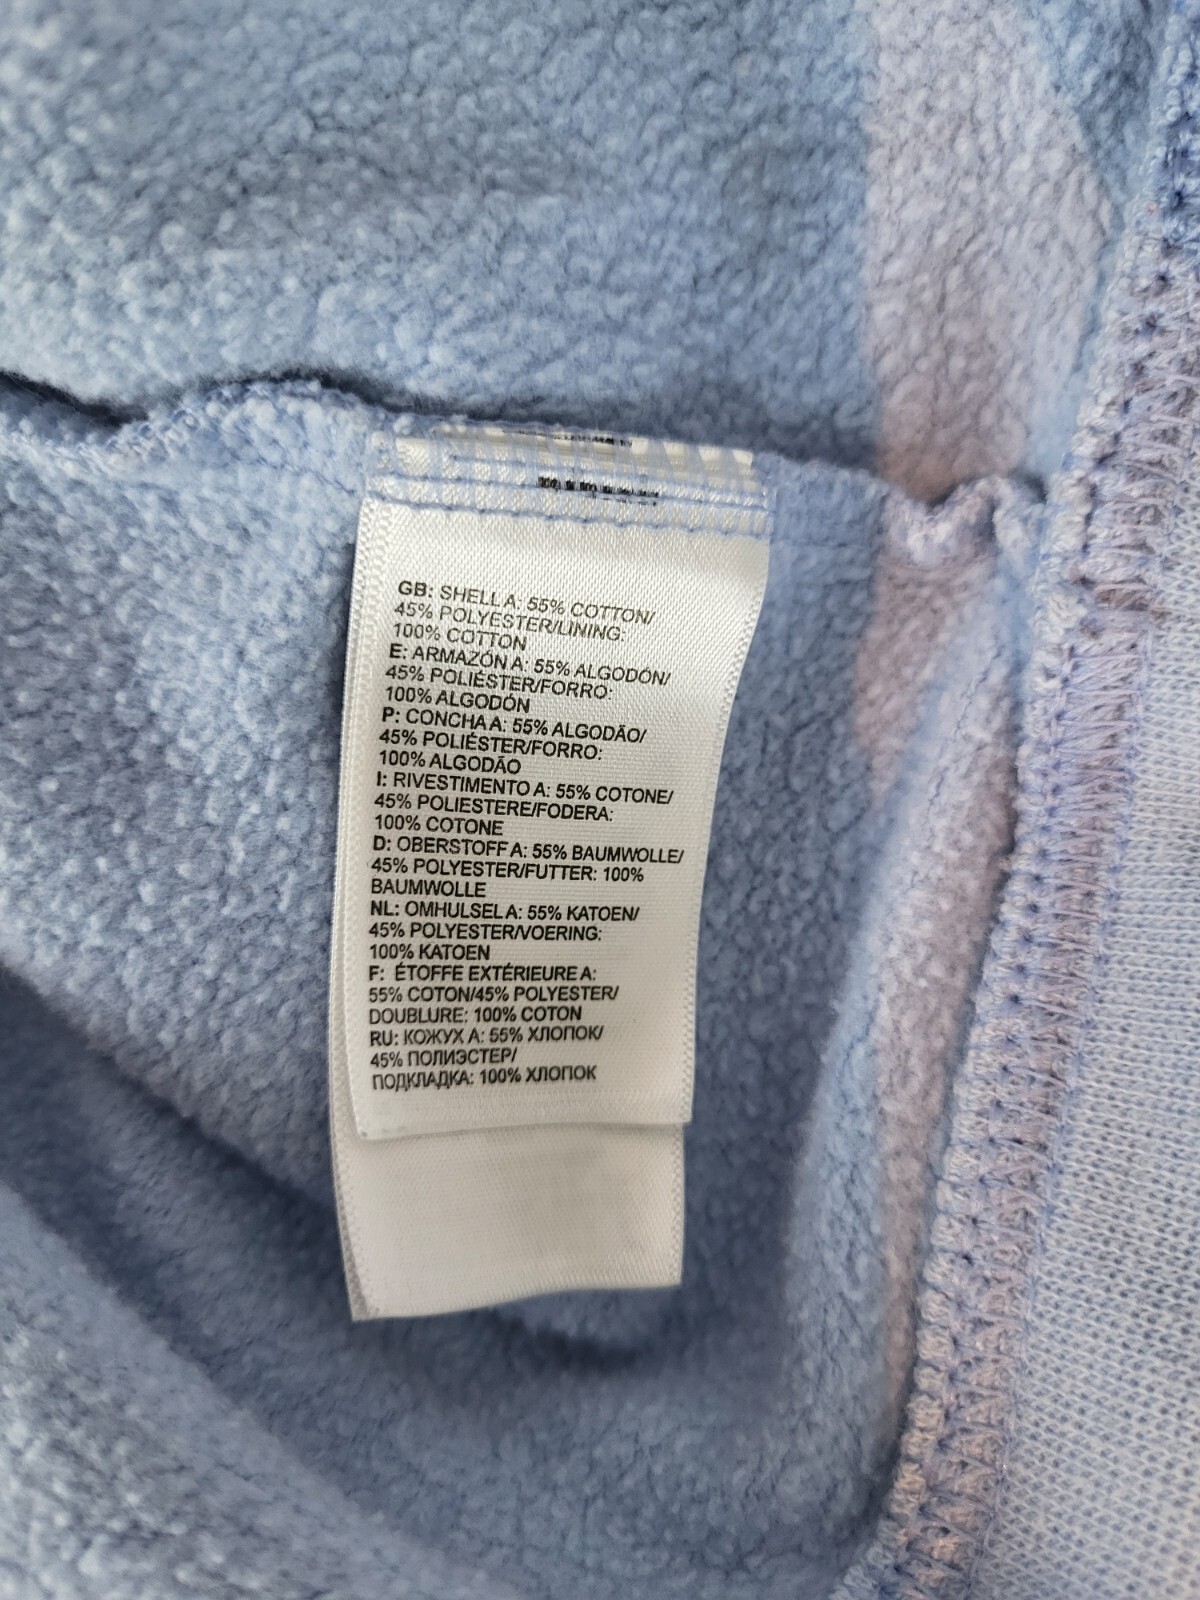 GB: SHELL A: 55% COTTON/
45% POLYESTER/LINING:
100% COTTON
E: ARMAZÓN A: 55% ALGODÓN/
45% POLIÉSTER/FORRO:
100% ALGODÓN
P: CONCHA A: 55% ALGODÃO/
45% POLIÉSTER/FORRO:
100% ALGODÃO
I: RIVESTIMENTO A: 55% COTONE/
45% POLIESTERE/FODERA:
100% COTONE
D: OBERSTOFF A: 55% BAUMWOLLE/
45% POLYESTER/FUTTER: 100%
BAUMWOLLE
NL: OMHULSEL A: 55% KATOEN/
45% POLYESTER/VOERING:
100% KATOEN
F: ÉTOFFE EXTÉRIEURE A:
55% COTON/45% POLYESTER/
DOUBLURE: 100% COTON
RU: КОЖУХ A: 55% ХЛОПОК/
45% ПОЛИЭСТЕР/
ПОДКЛАДКА: 100% ХЛОПОК